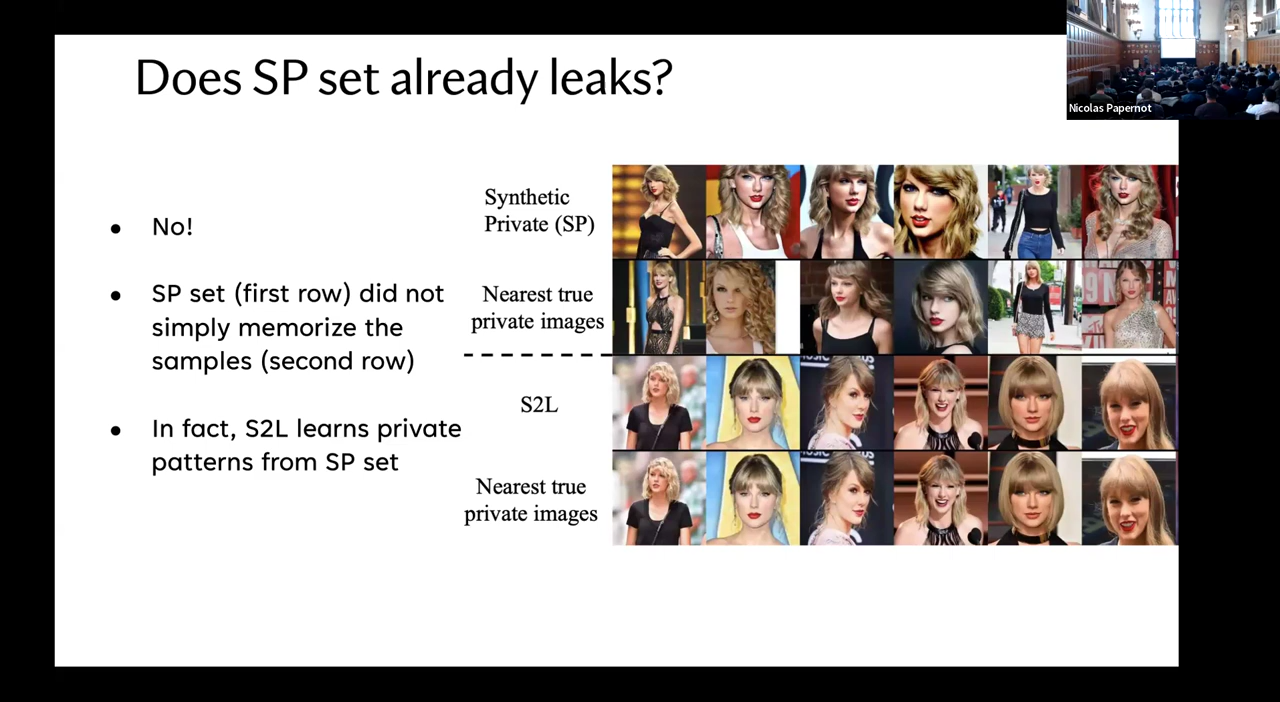 Does SP set already leaks?
Nicolas Papernot
● No!
● SP set (first row) did not
simply memorize the
samples (second row)
● In fact, S2L learns private
patterns from SP set
Synthetic
Private (SP)
Nearest true
private images
S2L
Nearest true
private images